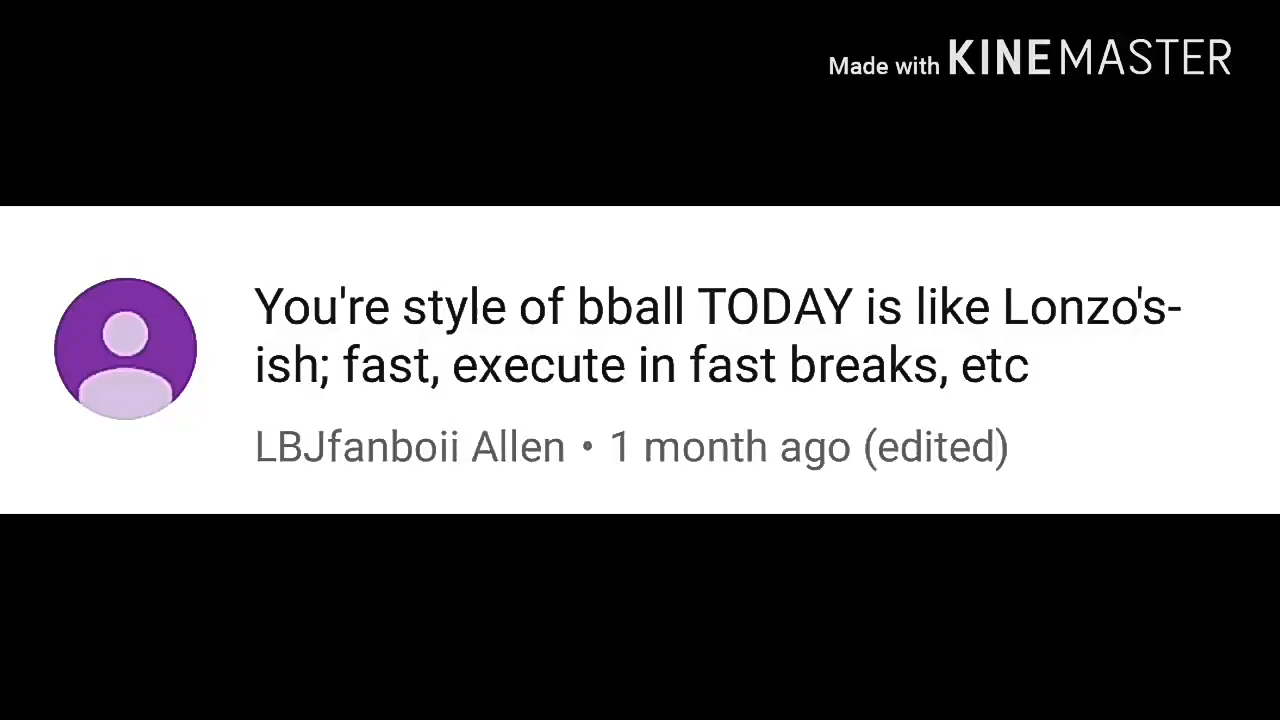 Made with KINEMASTER
You're style of bball TODAY is like Lonzo's-
ish; fast, execute in fast breaks, etc
LBJfanboii Allen • 1 month ago (edited)